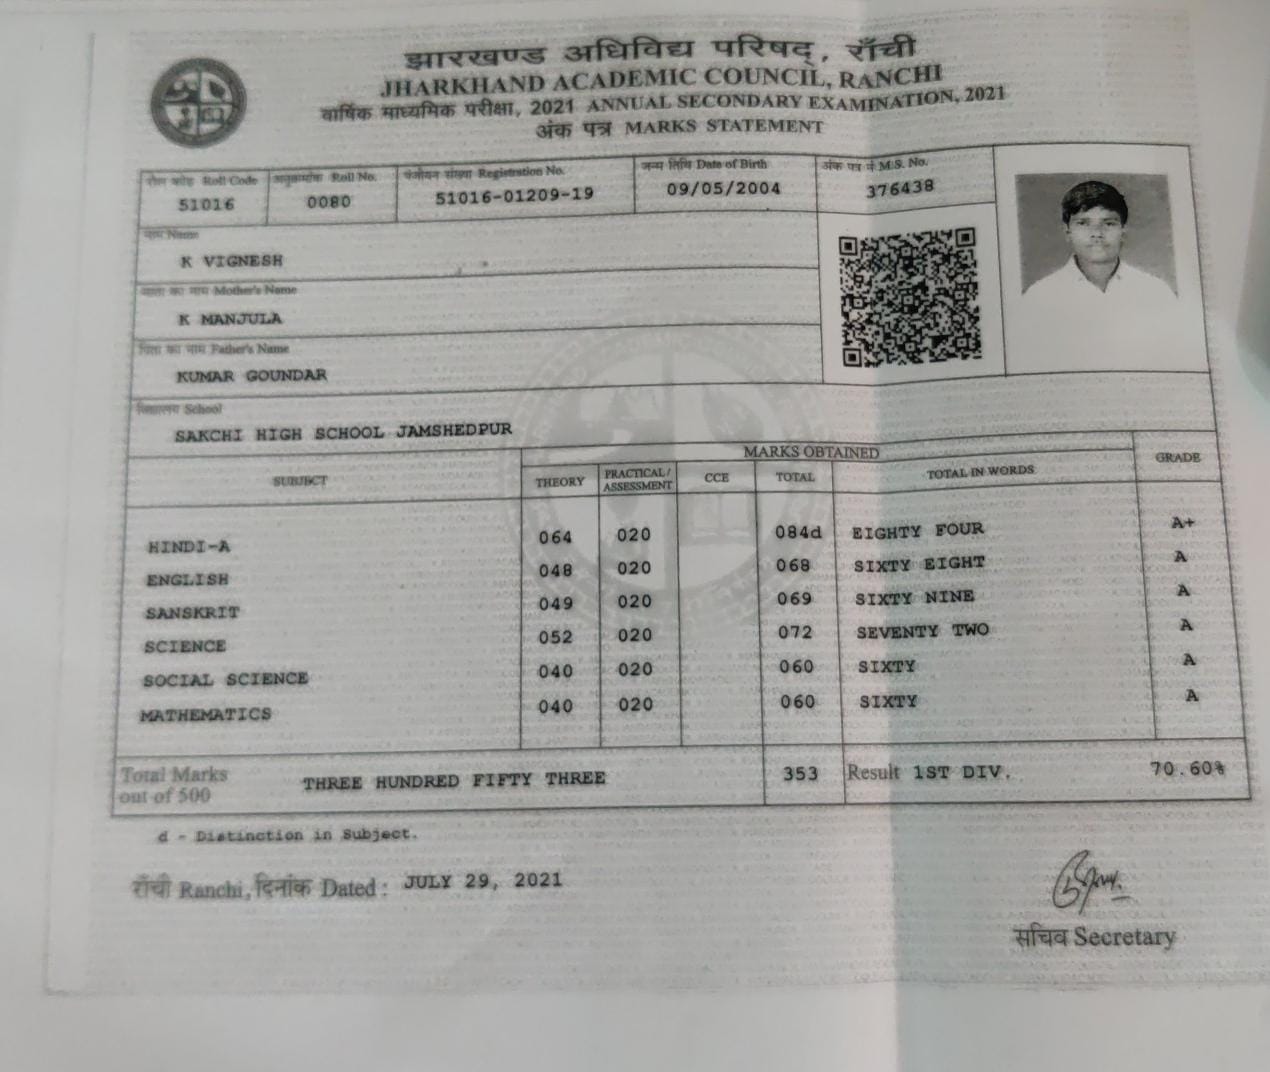 झारखण्ड अधिविद्य परिषद्, राँची
JHARKHAND ACADEMIC COUNCIL, RANCHI
वार्षिक माध्यमिक परीक्षा, 2021 ANNUAL SECONDARY EXAMINATION, 2021
अंक पत्र MARKS STATEMENT
रोल कोड Roll Code अनुक्रमांक Roll No. पंजीयन संख्या Registration No. जन्म तिथि Date of Birth अंक पत्र नं M.S. No.
51016 0080 51016-01209-19 09/05/2004 376438
नाम Name
K VIGNESH
माता का नाम Mother's Name
K MANJULA
पिता का नाम Father's Name
KUMAR GOUNDAR
विद्यालय School
SAKCHI HIGH SCHOOL JAMSHEDPUR
MARKS OBTAINED
SUBJECT THEORY PRACTICAL/ ASSESSMENT CCE TOTAL TOTAL IN WORDS GRADE
HINDI-A 064 020 084d EIGHTY FOUR A+
ENGLISH 048 020 068 SIXTY EIGHT A
SANSKRIT 049 020 069 SIXTY NINE A
SCIENCE 052 020 072 SEVENTY TWO A
SOCIAL SCIENCE 040 020 060 SIXTY A
MATHEMATICS 040 020 060 SIXTY A
Total Marks
out of 500 THREE HUNDRED FIFTY THREE 353 Result 1ST DIV. 70.60%
d - Distinction in Subject.
राँची Ranchi, दिनांक Dated : JULY 29, 2021
सचिव Secretary